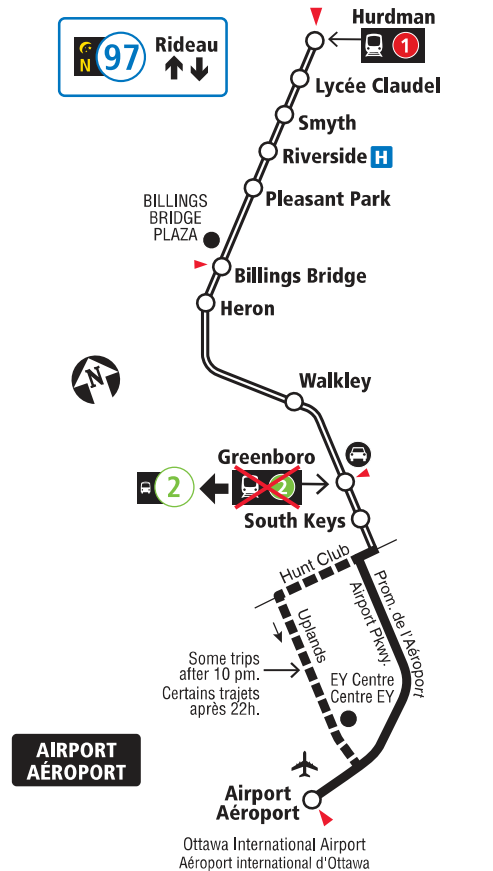 Hurdman
1
N 97 Rideau
Lycée Claudel
Smyth
Riverside H
Pleasant Park
BILLINGS
BRIDGE
PLAZA
Billings Bridge
Heron
N
Walkley
Greenboro
2 2
South Keys
Hunt Club
Prom. de l'Aéroport
Airport Pkwy.
Uplands
Some trips
after 10 pm.
Certains trajets
après 22h.
EY Centre
Centre EY
AIRPORT
AÉROPORT
Airport
Aéroport
Ottawa International Airport
Aéroport international d'Ottawa